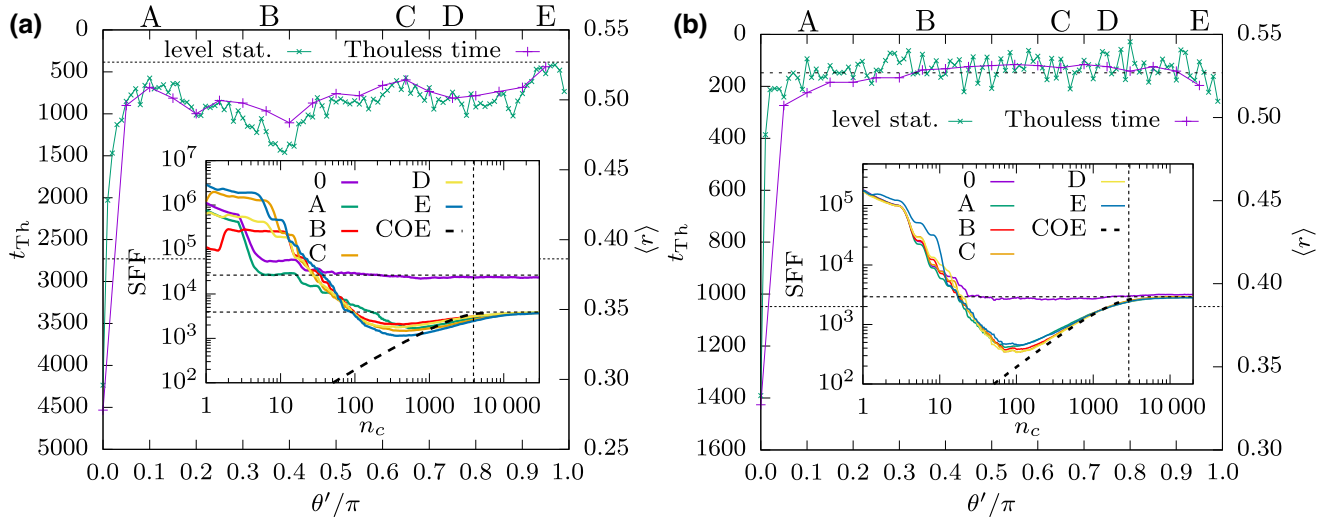 (a)
A B C D E
0
500
1000
1500
2000
2500
3000
3500
4000
4500
5000
t_Th
level stat.
Thouless time
0.55
0.50
0.45
0.40
0.35
0.30
0.25
⟨r⟩
SFF
10^7
10^6
10^5
10^4
10^3
10^2
0
A
B
C
D
E
COE
1 10 100 1000 10 000
n_c
0.0 0.1 0.2 0.3 0.4 0.5 0.6 0.7 0.8 0.9 1.0
θ′/π
(b)
A B C D E
0
200
400
600
800
1000
1200
1400
1600
t_Th
level stat.
Thouless time
0.55
0.50
0.45
0.40
0.35
0.30
⟨r⟩
SFF
10^5
10^4
10^3
10^2
0
A
B
C
D
E
COE
1 10 100 1000 10 000
n_c
0.0 0.1 0.2 0.3 0.4 0.5 0.6 0.7 0.8 0.9 1.0
θ′/π